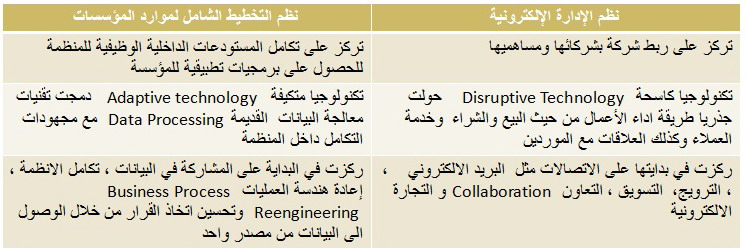 نظم الإدارة الإلكترونية
نظم التخطيط الشامل لموارد المؤسسات
تركز على ربط شركة بشركائها ومساهميها
تركز على تكامل المستودعات الداخلية الوظيفية للمنظمة
للحصول على برمجيات تطبيقية للمؤسسة
تكنولوجيا كاسحة Disruptive Technology حولت
جذريا طريقة اداء الأعمال من حيث البيع والشراء وخدمة
العملاء وكذلك العلاقات مع الموردين
تكنولوجيا متكيفة Adaptive technology دمجت تقنيات
معالجة البيانات القديمة Data Processing مع مجهودات
التكامل داخل المنظمة
ركزت في بدايتها على الاتصالات مثل البريد الالكتروني ،
، الترويج، التسويق ، التعاون Collaboration و التجارة
الالكترونية
ركزت في البداية على المشاركة في البيانات ، تكامل الانظمة ،
إعادة هندسة العمليات Business Process
Reengineering وتحسين اتخاذ القرار من خلال الوصول
الى البيانات من مصدر واحد